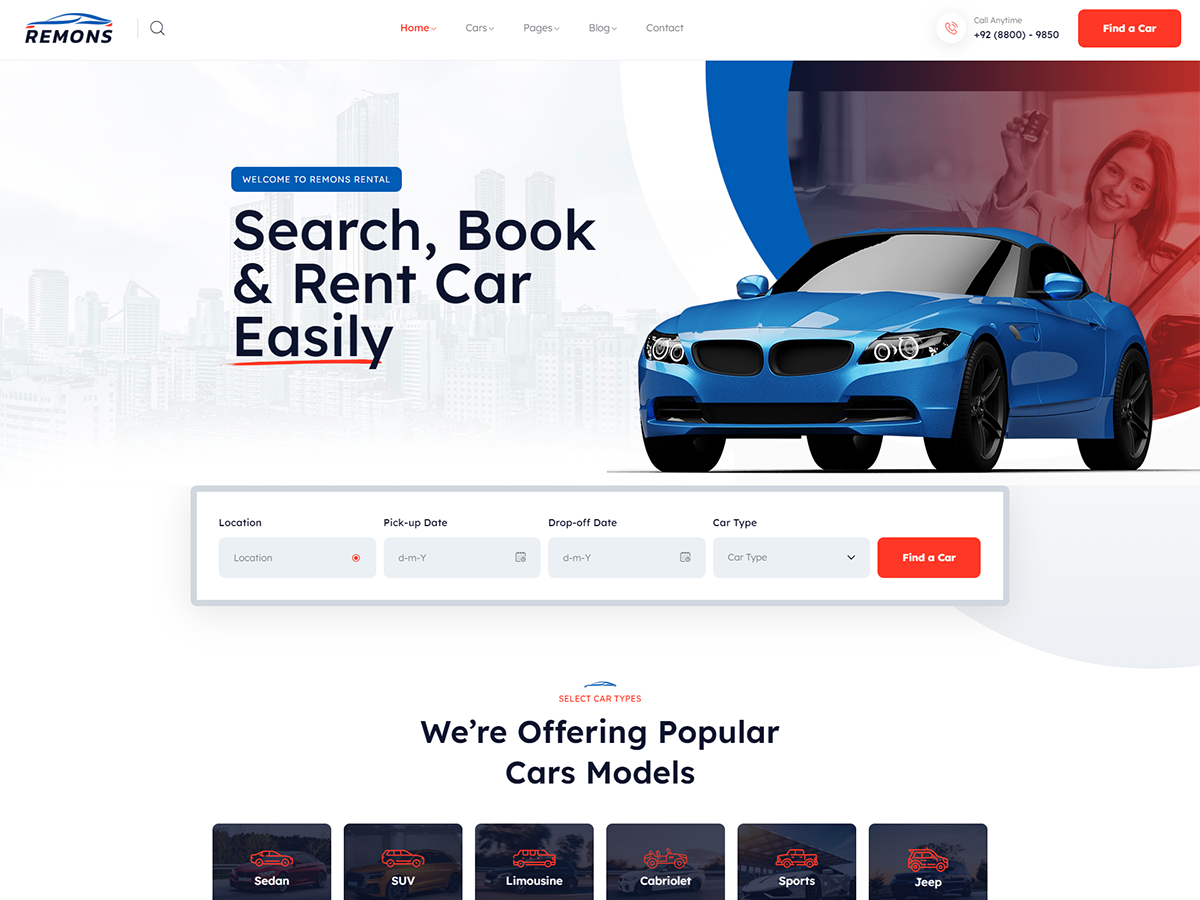 REMONS
Home
Cars
Pages
Blog
Contact
Call Anytime
+92 (8800) - 9850
Find a Car
WELCOME TO REMONS RENTAL
Search, Book
& Rent Car
Easily
Location
Pick-up Date
Drop-off Date
Car Type
Location
d-m-Y
d-m-Y
Car Type
Find a Car
SELECT CAR TYPES
We’re Offering Popular
Cars Models
Sedan
SUV
Limousine
Cabriolet
Sports
Jeep